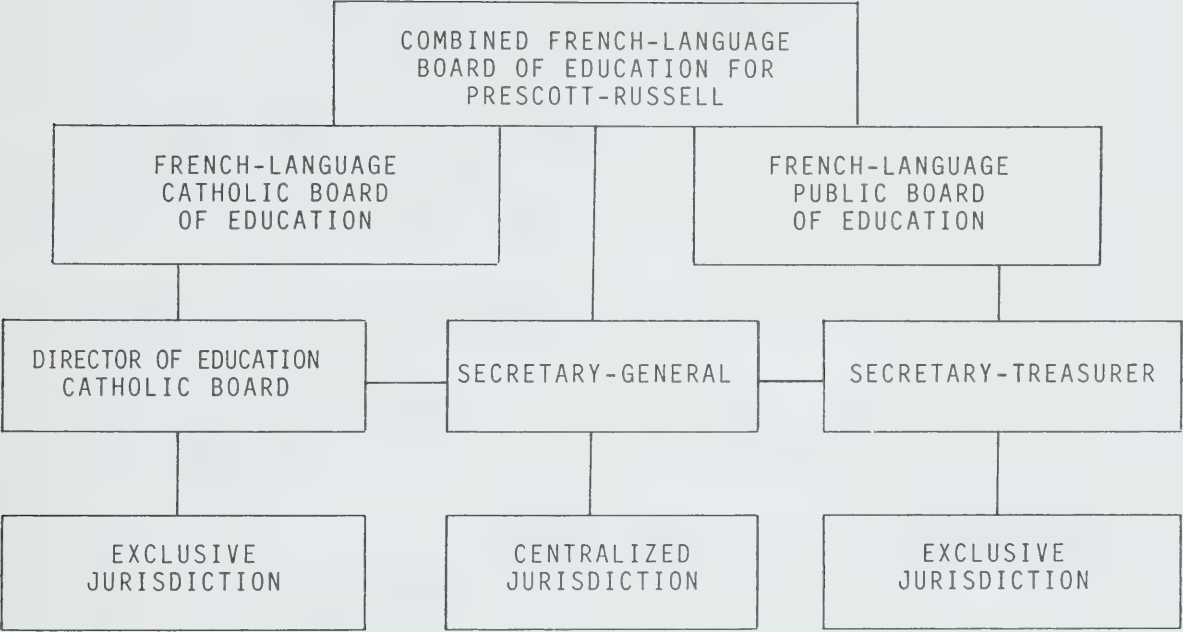 COMBINED FRENCH-LANGUAGE
BOARD OF EDUCATION FOR
PRESCOTT-RUSSELL
FRENCH-LANGUAGE
CATHOLIC BOARD
OF EDUCATION
FRENCH-LANGUAGE
PUBLIC BOARD
OF EDUCATION
DIRECTOR OF EDUCATION
CATHOLIC BOARD
SECRETARY-GENERAL
SECRETARY-TREASURER
EXCLUSIVE
JURISDICTION
CENTRALIZED
JURISDICTION
EXCLUSIVE
JURISDICTION